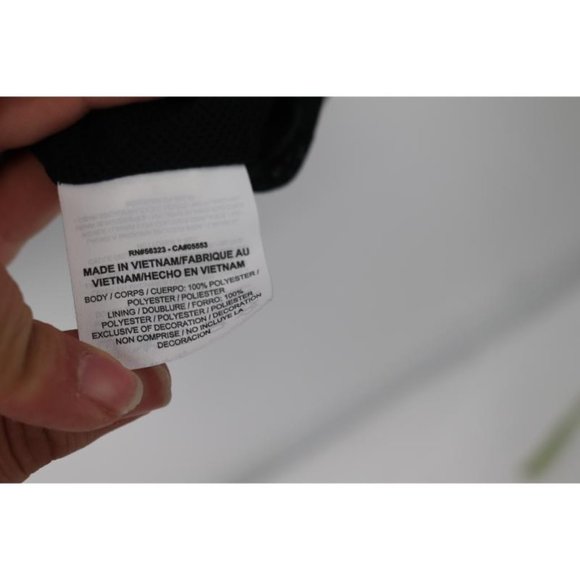 RN#56323 - CA#05553
MADE IN VIETNAM/FABRIQUE AU
VIETNAM/HECHO EN VIETNAM
BODY / CORPS / CUERPO: 100% POLYESTER /
POLYESTER / POLIESTER
LINING / DOUBLURE / FORRO: 100%
POLYESTER / POLYESTER / POLIESTER
EXCLUSIVE OF DECORATION / DECORATION
NON COMPRISE / NO INCLUYE LA
DECORACION